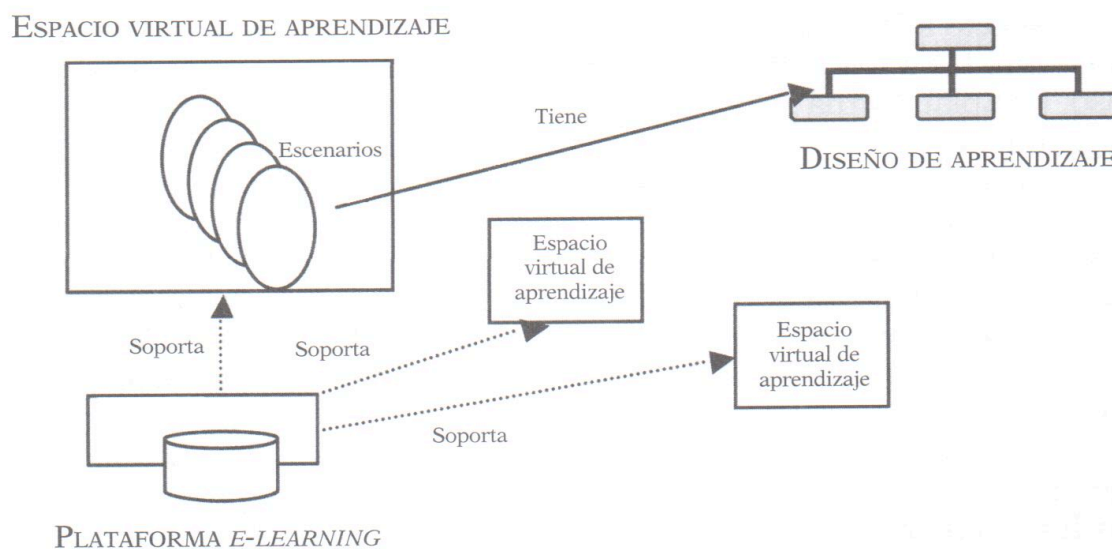 ESPACIO VIRTUAL DE APRENDIZAJE
Escenarios
Tiene
DISEÑO DE APRENDIZAJE
Espacio
virtual de
aprendizaje
Espacio
virtual de
aprendizaje
Soporta
Soporta
Soporta
PLATAFORMA E-LEARNING